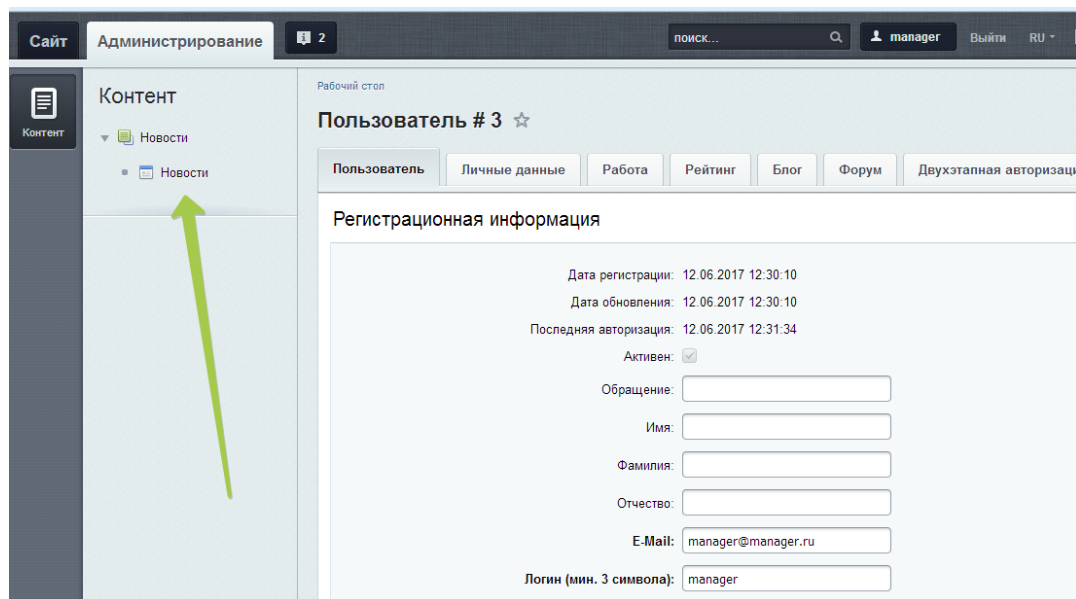 Сайт Администрирование 2 поиск... manager Выйти RU
Контент
Контент
Новости
Новости
Рабочий стол
Пользователь # 3
Пользователь Личные данные Работа Рейтинг Блог Форум Двухэтапная авторизаци
Регистрационная информация
Дата регистрации: 12.06.2017 12:30:10
Дата обновления: 12.06.2017 12:30:10
Последняя авторизация: 12.06.2017 12:31:34
Активен:
Обращение:
Имя:
Фамилия:
Отчество:
E-Mail: manager@manager.ru
Логин (мин. 3 символа): manager